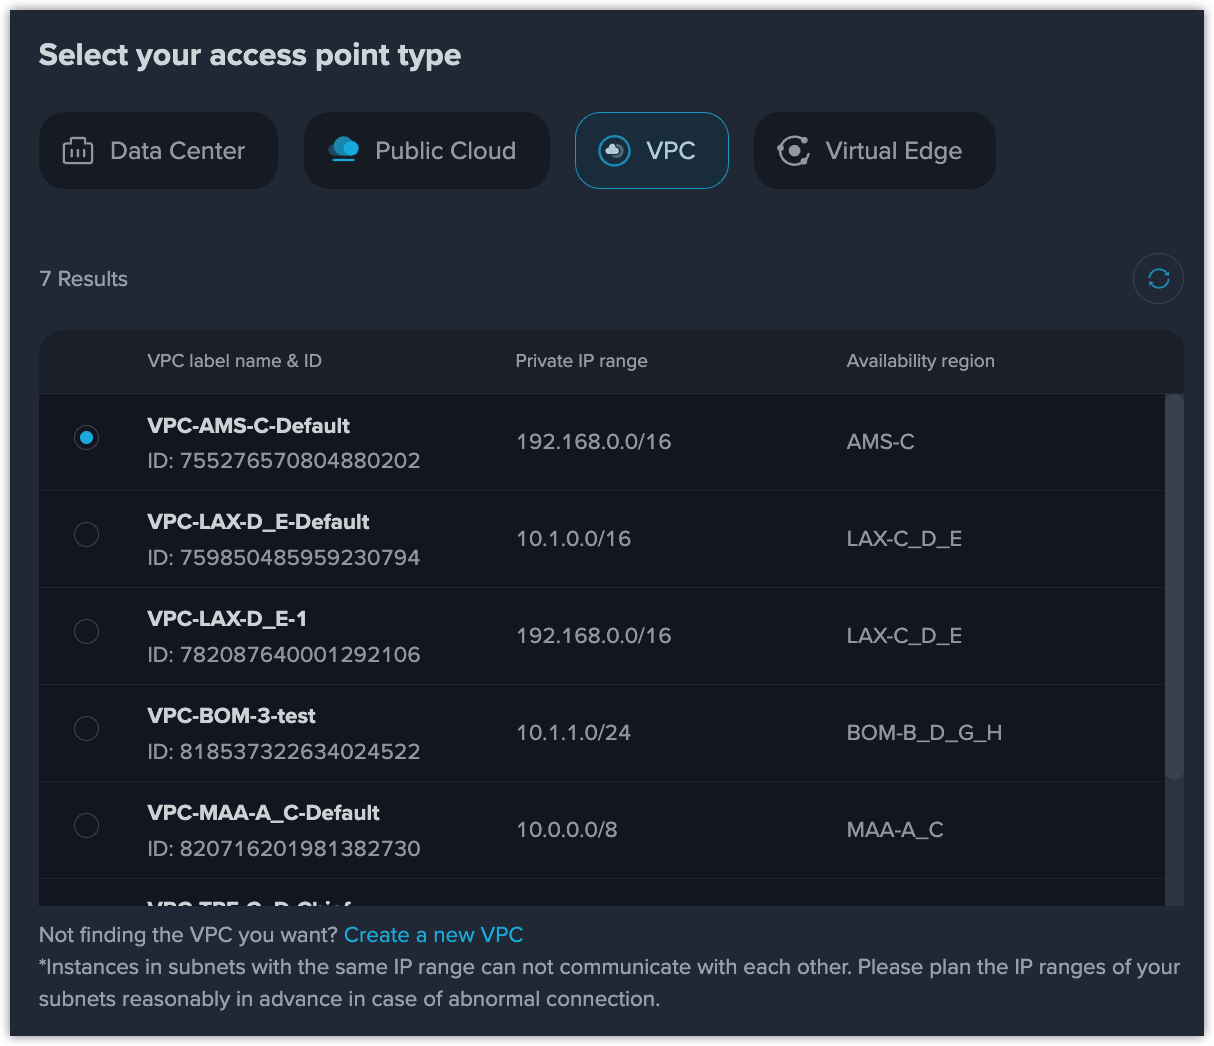 Select your access point type
Data Center
Public Cloud
VPC
Virtual Edge
7 Results
VPC label name & ID
Private IP range
Availability region
VPC-AMS-C-Default
ID: 755276570804880202
192.168.0.0/16
AMS-C
VPC-LAX-D_E-Default
ID: 759850485959230794
10.1.0.0/16
LAX-C_D_E
VPC-LAX-D_E-1
ID: 782087640001292106
192.168.0.0/16
LAX-C_D_E
VPC-BOM-3-test
ID: 818537322634024522
10.1.1.0/24
BOM-B_D_G_H
VPC-MAA-A_C-Default
ID: 820716201981382730
10.0.0.0/8
MAA-A_C
Not finding the VPC you want? Create a new VPC
*Instances in subnets with the same IP range can not communicate with each other. Please plan the IP ranges of your
subnets reasonably in advance in case of abnormal connection.